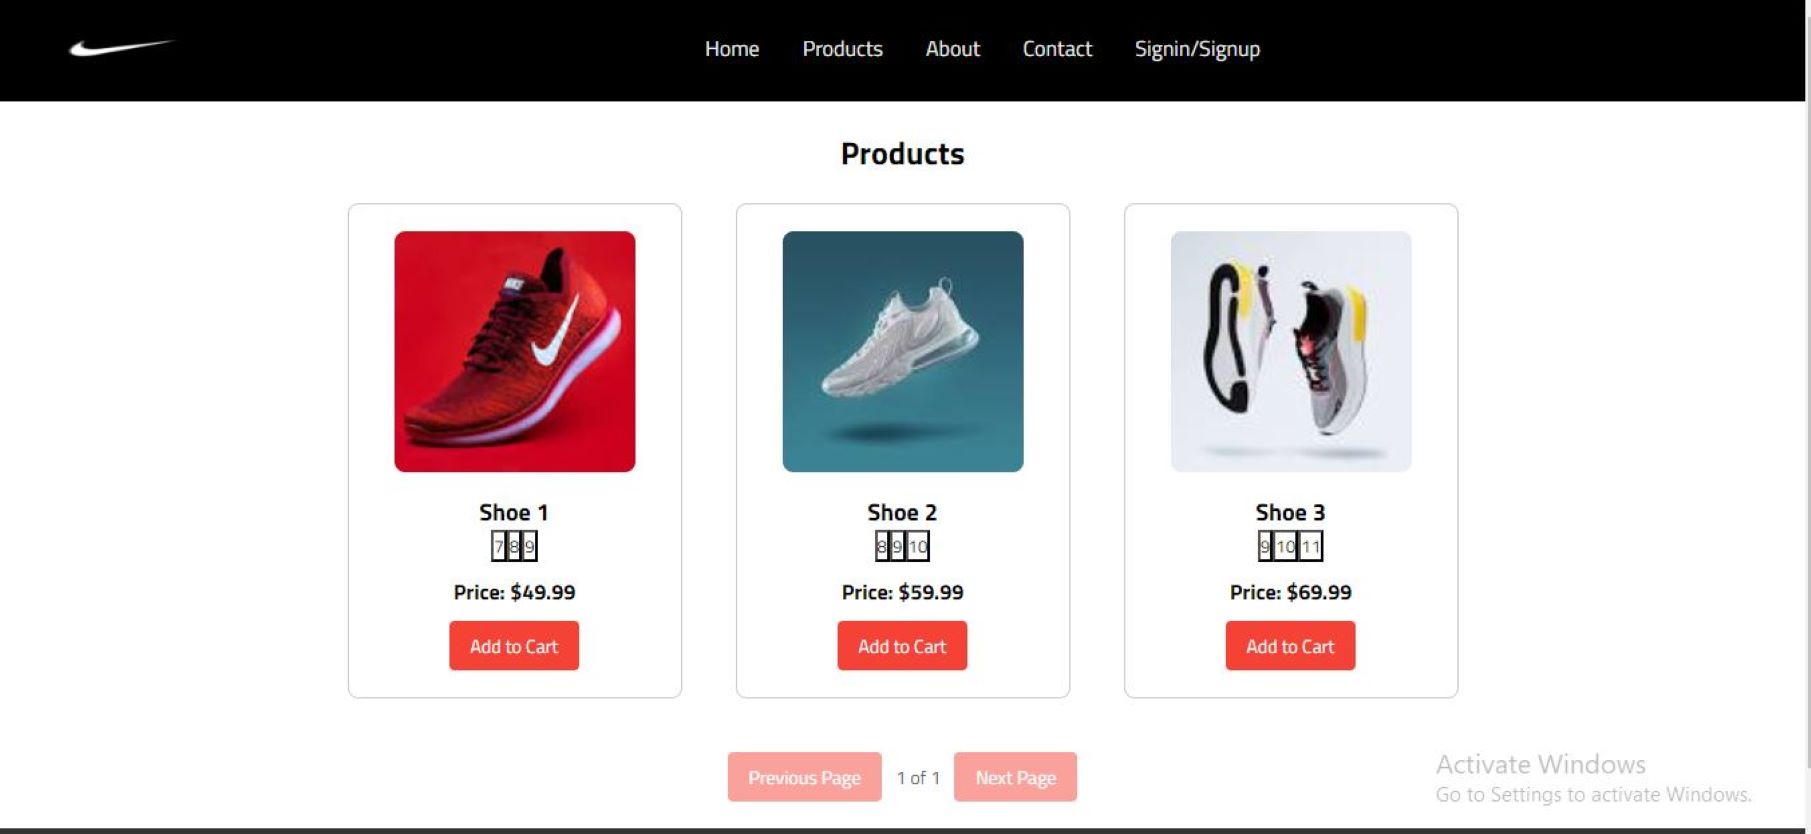 Home Products About Contact Signin/Signup
Products
Shoe 1
7 8 9
Price: $49.99
Add to Cart
Shoe 2
8 9 10
Price: $59.99
Add to Cart
Shoe 3
9 10 11
Price: $69.99
Add to Cart
Previous Page 1 of 1 Next Page
Activate Windows
Go to Settings to activate Windows.